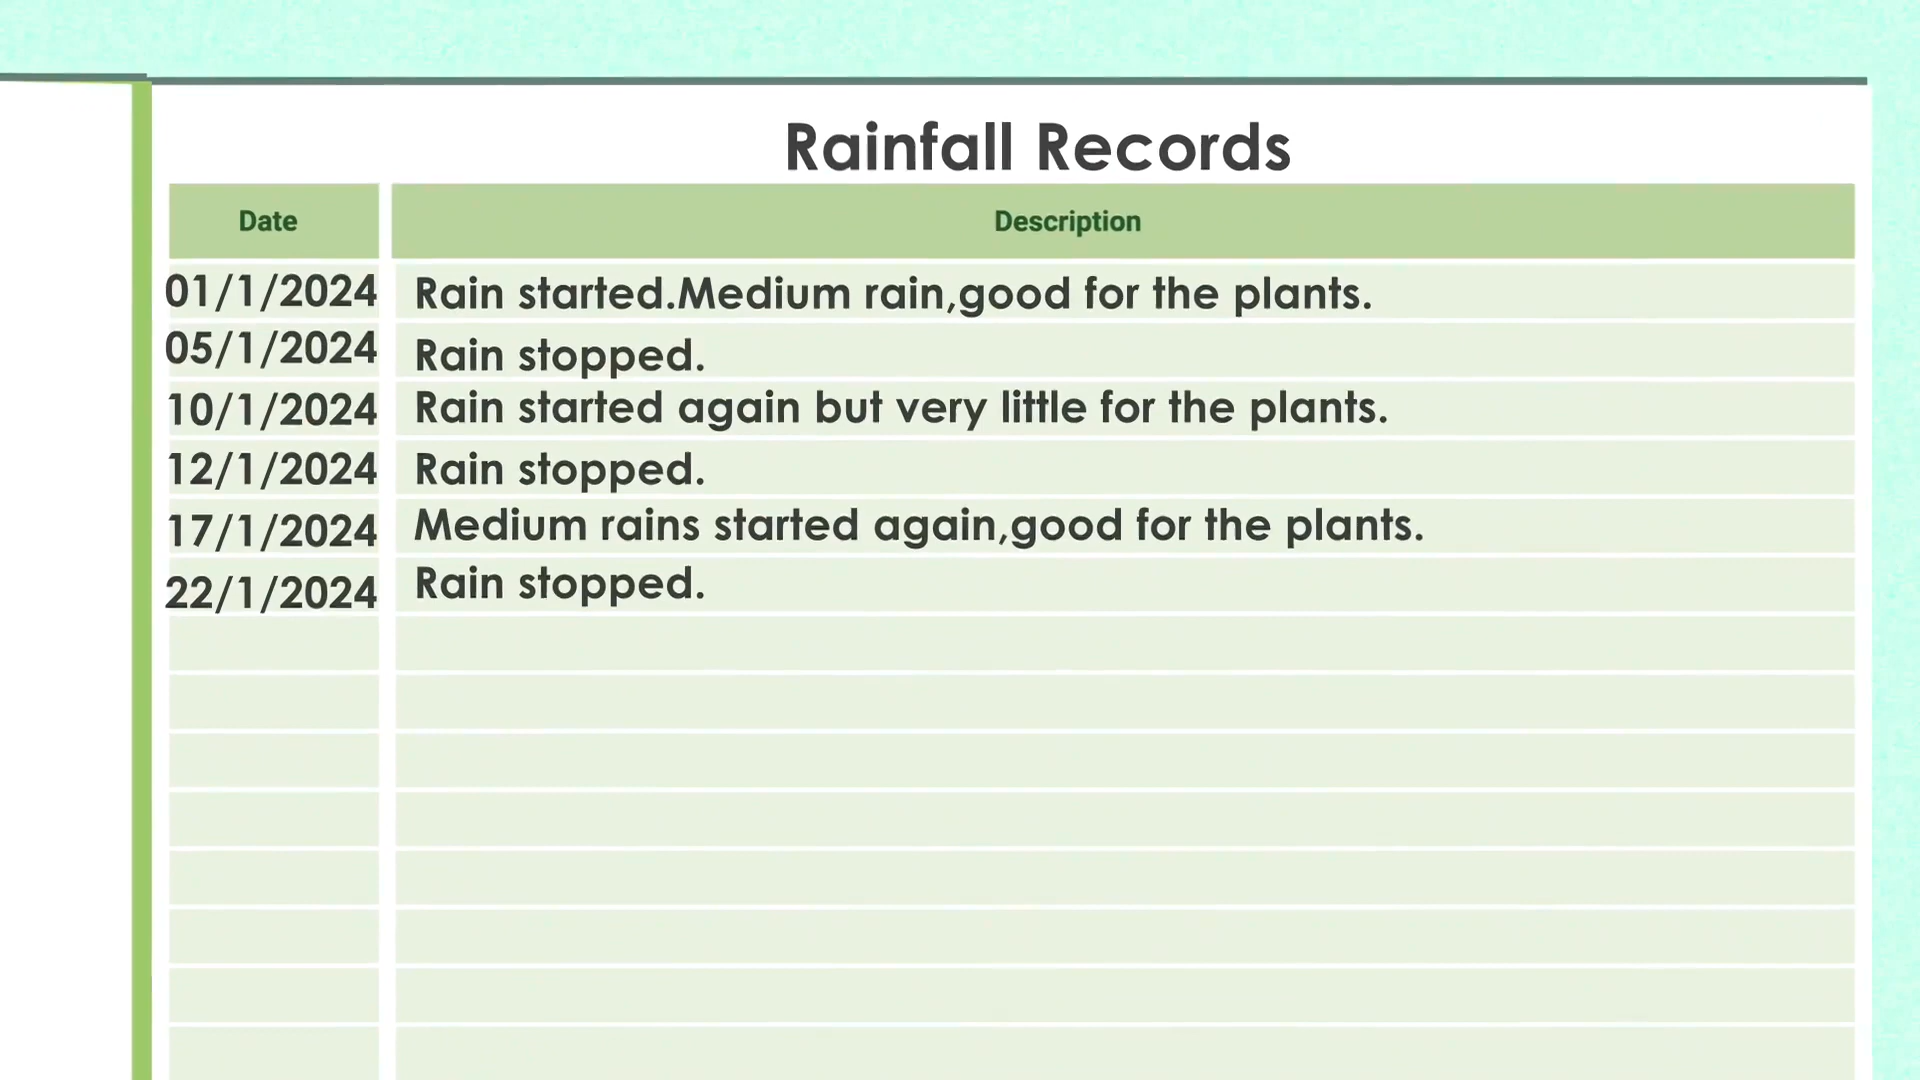 Rainfall Records
Date Description
01/1/2024 Rain started.Medium rain,good for the plants.
05/1/2024 Rain stopped.
10/1/2024 Rain started again but very little for the plants.
12/1/2024 Rain stopped.
17/1/2024 Medium rains started again,good for the plants.
22/1/2024 Rain stopped.